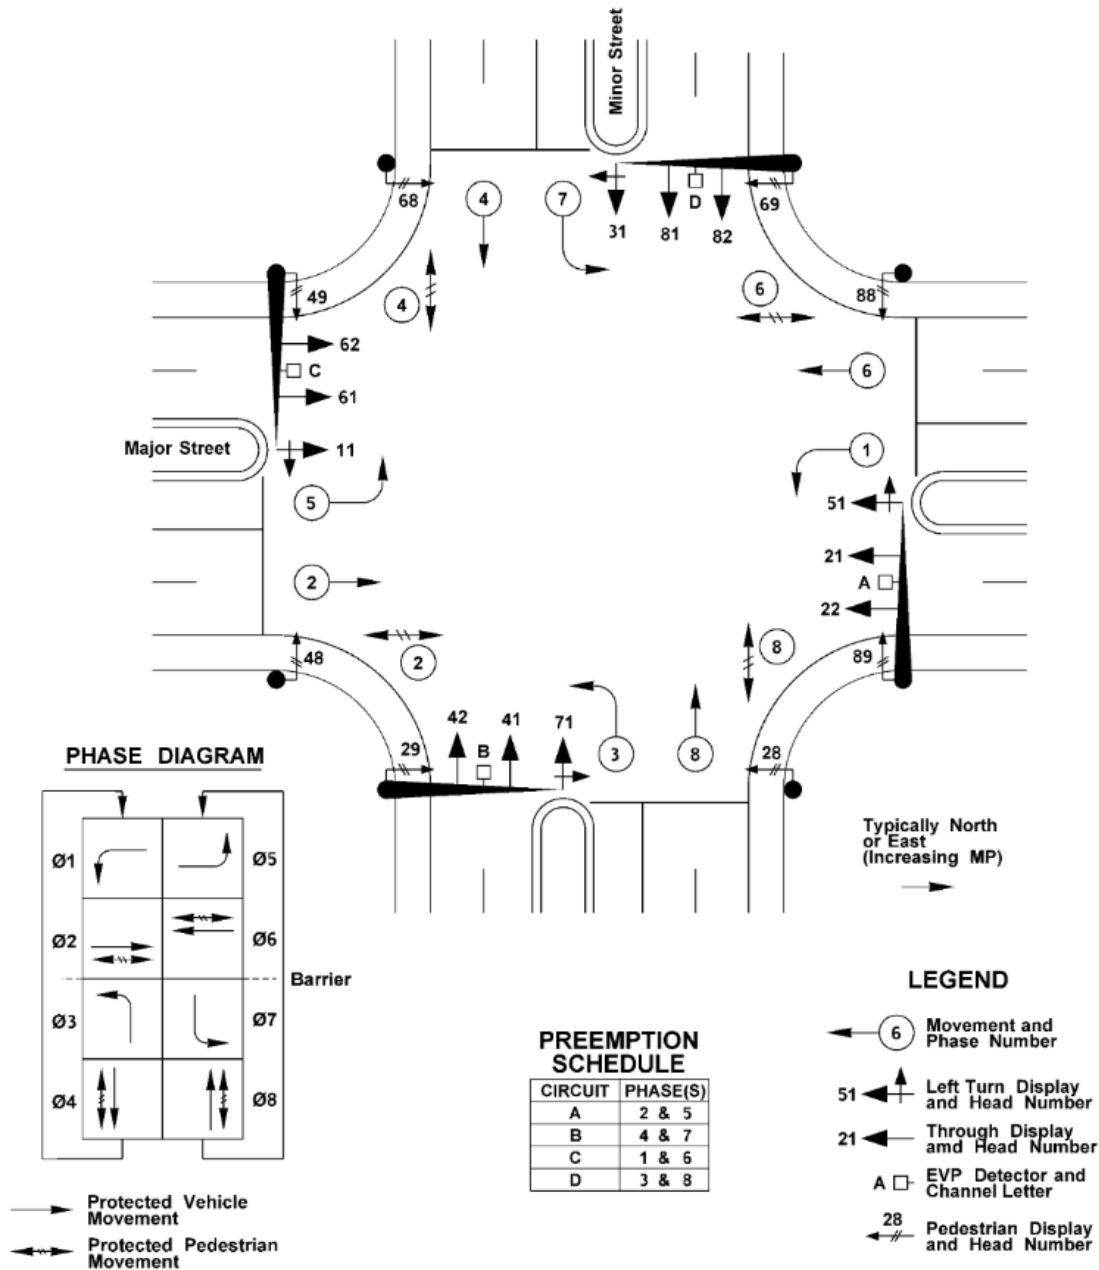 Minor Street
68
4
7
31
81
D
82
69
49
4
6
88
62
C
61
6
Major Street
11
1
5
51
21
2
A
22
48
2
8
89
42
41
71
29
B
3
8
28
PHASE DIAGRAM
Ø1
Ø5
Ø2
Ø6
Barrier
Ø3
Ø7
Ø4
Ø8
Protected Vehicle
Movement
Protected Pedestrian
Movement
PREEMPTION
SCHEDULE
CIRCUIT PHASE(S)
A 2 & 5
B 4 & 7
C 1 & 6
D 3 & 8
Typically North
or East
(Increasing MP)
LEGEND
6 Movement and
Phase Number
51 Left Turn Display
and Head Number
21 Through Display
amd Head Number
A EVP Detector and
Channel Letter
28 Pedestrian Display
and Head Number